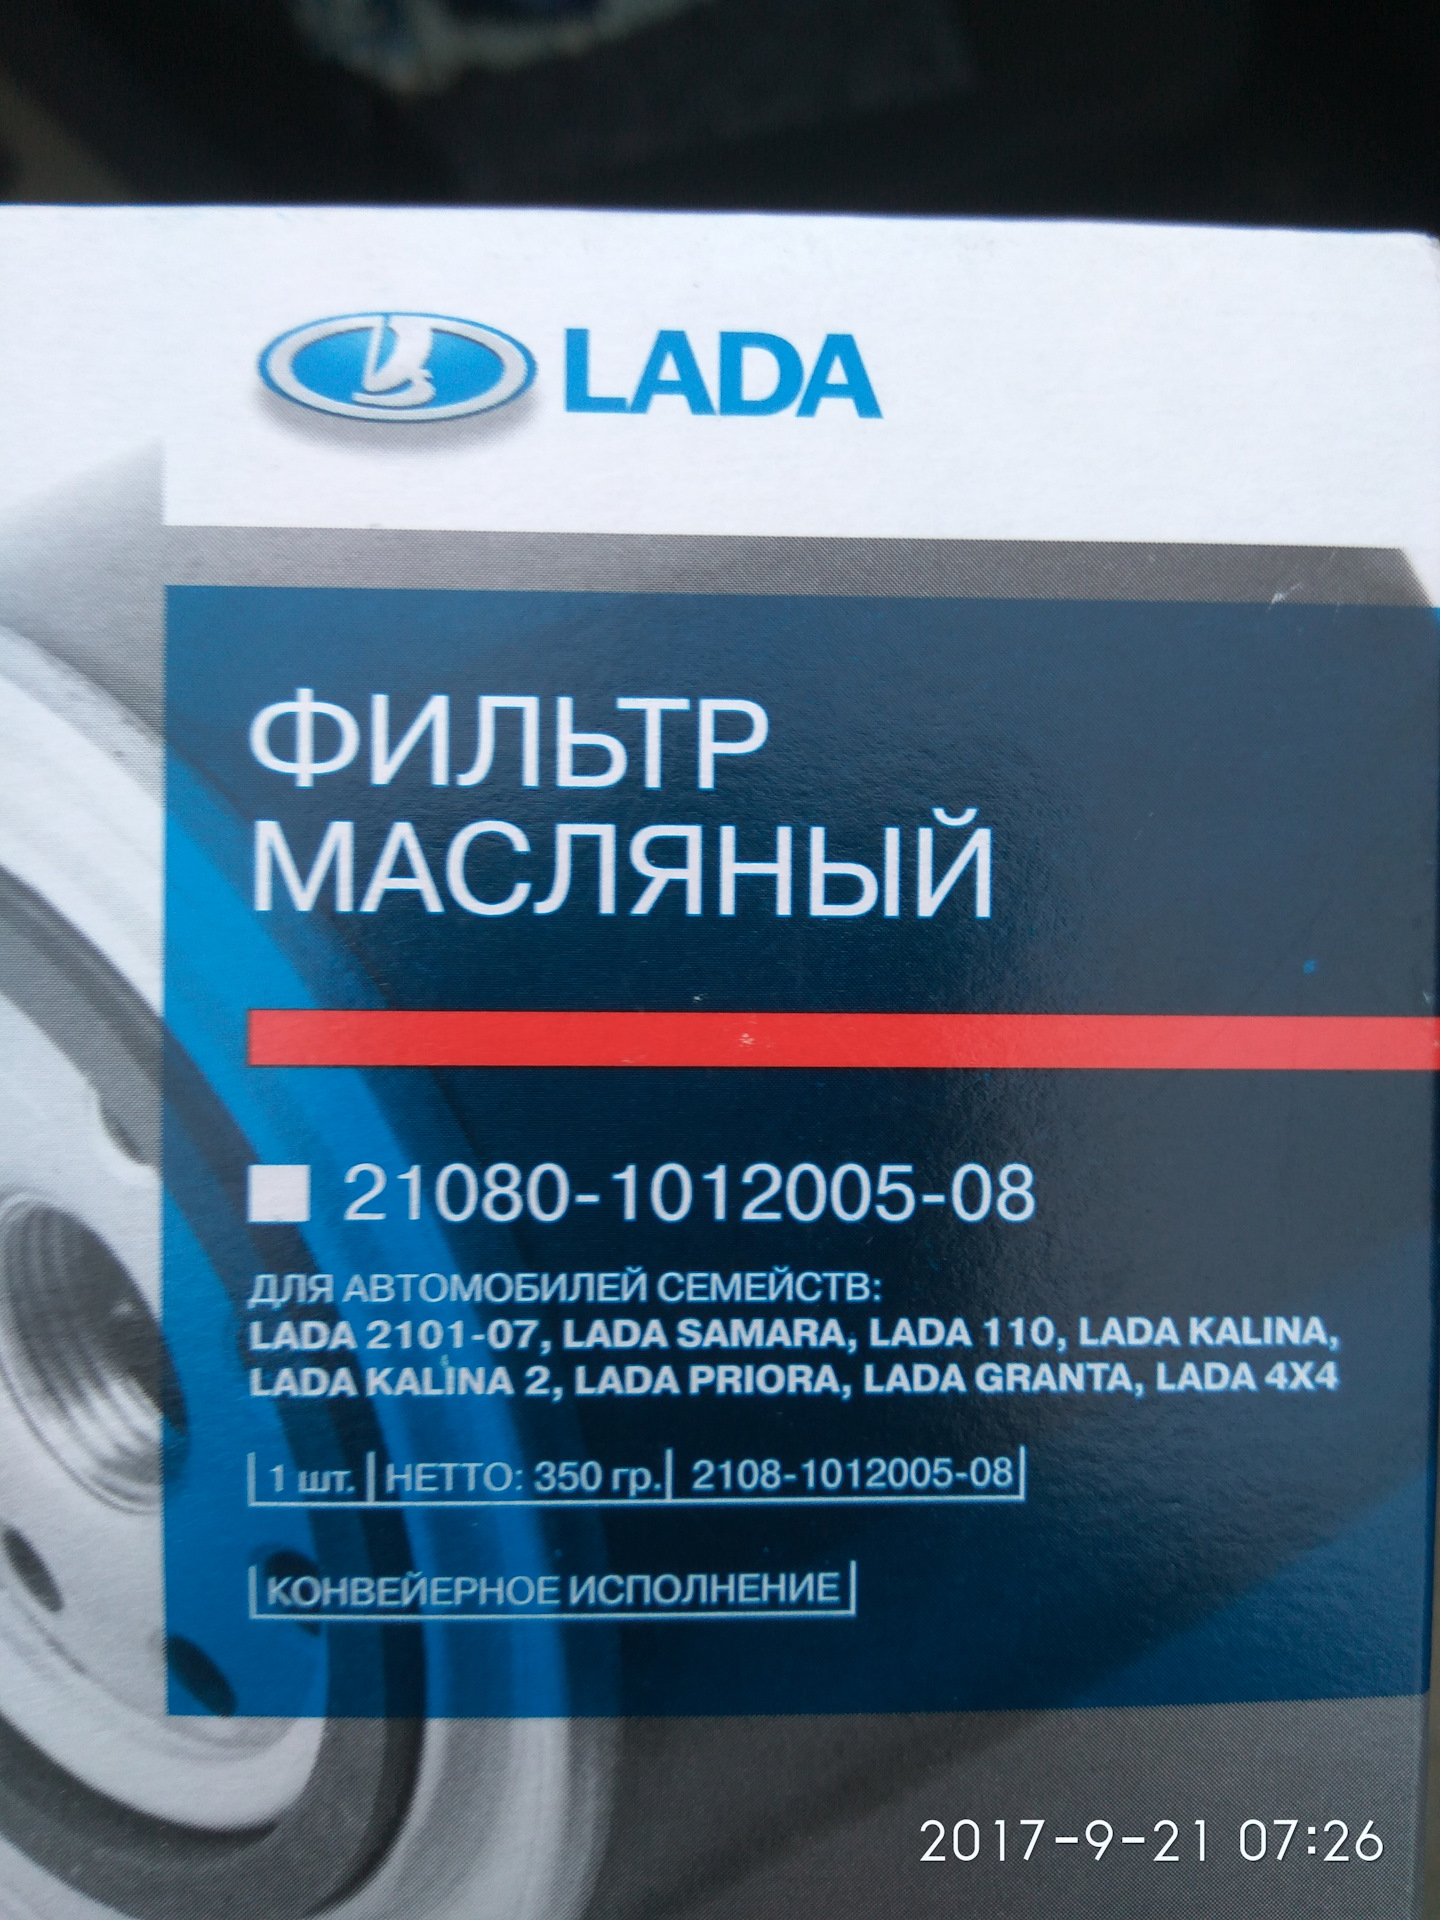 LADA
ФИЛЬТР
МАСЛЯНЫЙ
21080-1012005-08
ДЛЯ АВТОМОБИЛЕЙ СЕМЕЙСТВ:
LADA 2101-07, LADA SAMARA, LADA 110, LADA KALINA,
LADA KALINA 2, LADA PRIORA, LADA GRANTA, LADA 4X4
1 шт. НЕТТО: 350 гр. 2108-1012005-08
КОНВЕЙЕРНОЕ ИСПОЛНЕНИЕ
2017-9-21 07:26